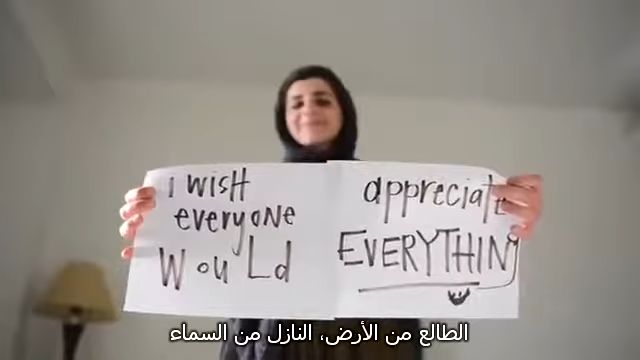 I wish
everyone
Would
appreciate
EVERYTHING
الطالع من الأرض، النازل من السماء